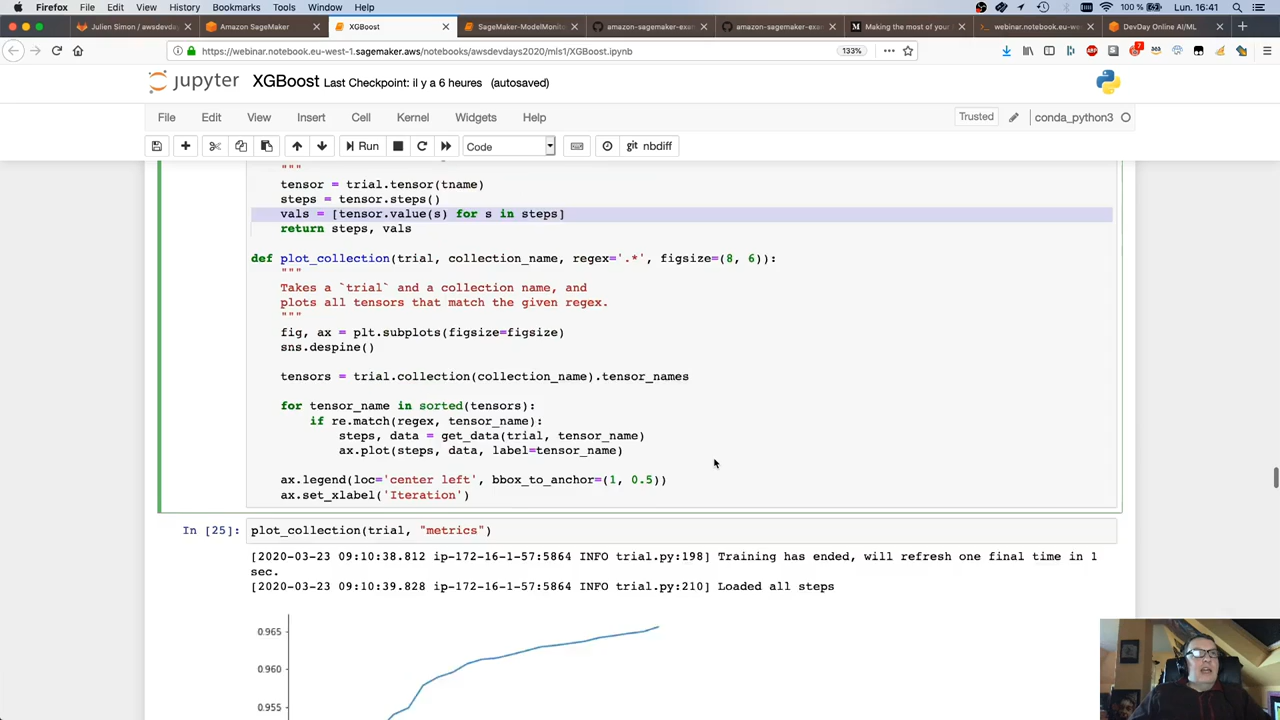 Firefox File Edit View History Bookmarks Tools Window Help 100 % Lun. 16:41
Julien Simon / awsdevda Amazon SageMaker XGBoost SageMaker-ModelMonito amazon-sagemaker-exam amazon-sagemaker-exam Making the most of your webinar.notebook.eu-west-1 DevDay Online AI/ML
https://webinar.notebook.eu-west-1.sagemaker.aws/notebooks/awsdevdays2020/mls1/XGBoost.ipynb 133%
jupyter XGBoost Last Checkpoint: il y a 6 heures (autosaved)
File Edit View Insert Cell Kernel Widgets Help Trusted conda_python3
Run Code git nbdiff
"""
tensor = trial.tensor(tname)
steps = tensor.steps()
vals = [tensor.value(s) for s in steps]
return steps, vals
def plot_collection(trial, collection_name, regex='.*', figsize=(8, 6)):
"""
Takes a `trial` and a collection name, and
plots all tensors that match the given regex.
"""
fig, ax = plt.subplots(figsize=figsize)
sns.despine()
tensors = trial.collection(collection_name).tensor_names
for tensor_name in sorted(tensors):
if re.match(regex, tensor_name):
steps, data = get_data(trial, tensor_name)
ax.plot(steps, data, label=tensor_name)
ax.legend(loc='center left', bbox_to_anchor=(1, 0.5))
ax.set_xlabel('Iteration')
In [25]: plot_collection(trial, "metrics")
[2020-03-23 09:10:38.812 ip-172-16-1-57:5864 INFO trial.py:198] Training has ended, will refresh one final time in 1
sec.
[2020-03-23 09:10:39.828 ip-172-16-1-57:5864 INFO trial.py:210] Loaded all steps
0.965
0.960
0.955